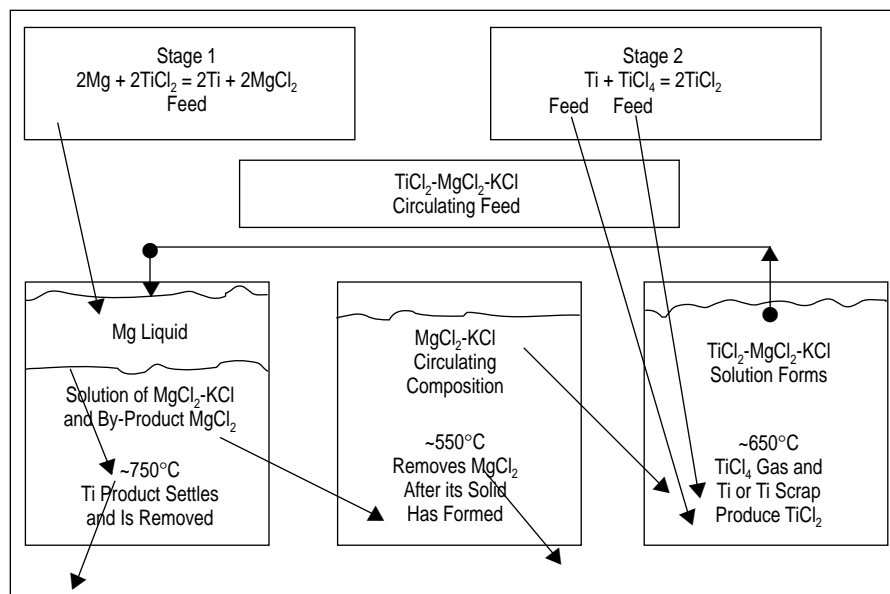 Stage 1
2Mg + 2TiCl₂ = 2Ti + 2MgCl₂
Feed
Stage 2
Ti + TiCl₄ = 2TiCl₂
Feed Feed
TiCl₂-MgCl₂-KCl
Circulating Feed
Mg Liquid
Solution of MgCl₂-KCl
and By-Product MgCl₂
~750°C
Ti Product Settles
and Is Removed
MgCl₂-KCl
Circulating
Composition
~550°C
Removes MgCl₂
After its Solid
Has Formed
TiCl₂-MgCl₂-KCl
Solution Forms
~650°C
TiCl₄ Gas and
Ti or Ti Scrap
Produce TiCl₂